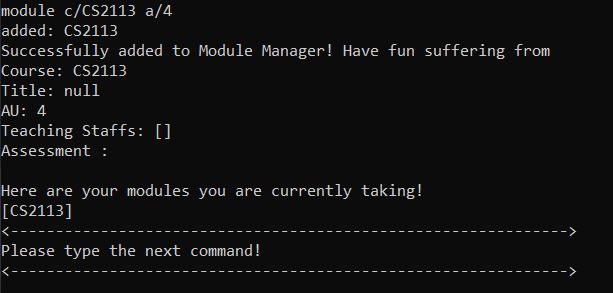 module c/CS2113 a/4
added: CS2113
Successfully added to Module Manager! Have fun suffering from
Course: CS2113
Title: null
AU: 4
Teaching Staffs: []
Assessment :
Here are your modules you are currently taking!
[CS2113]
<-------------------------------------------------------------->
Please type the next command!
<-------------------------------------------------------------->